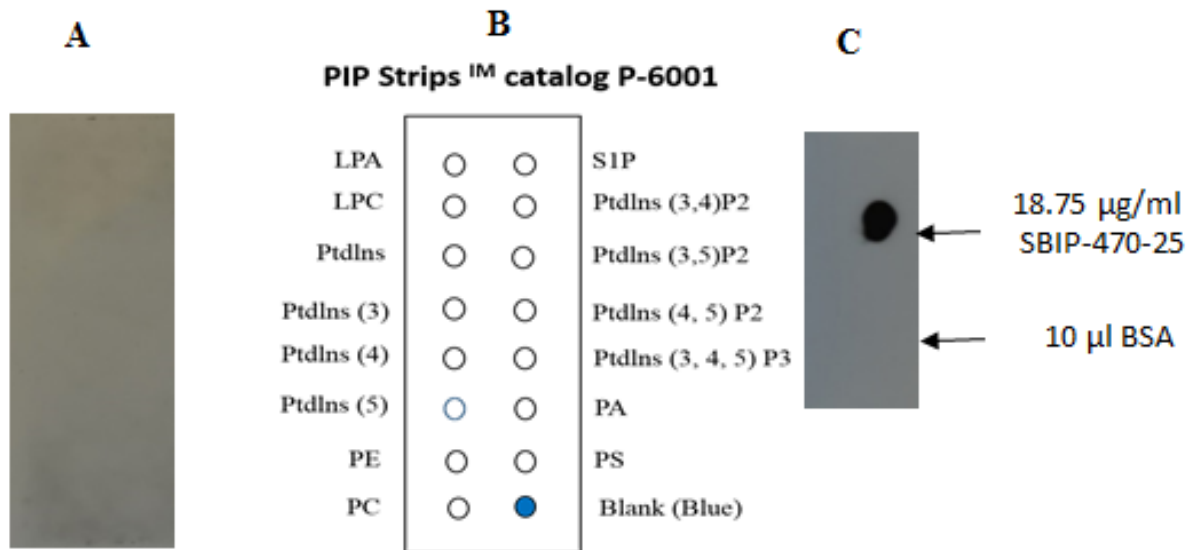 A
B
C
PIP Strips ᴵᴹ catalog P-6001
LPA
S1P
LPC
Ptdlns (3,4)P2
Ptdlns
Ptdlns (3,5)P2
Ptdlns (3)
Ptdlns (4, 5) P2
Ptdlns (4)
Ptdlns (3, 4, 5) P3
Ptdlns (5)
PA
PE
PS
PC
Blank (Blue)
18.75 µg/ml
SBIP-470-25
10 µl BSA